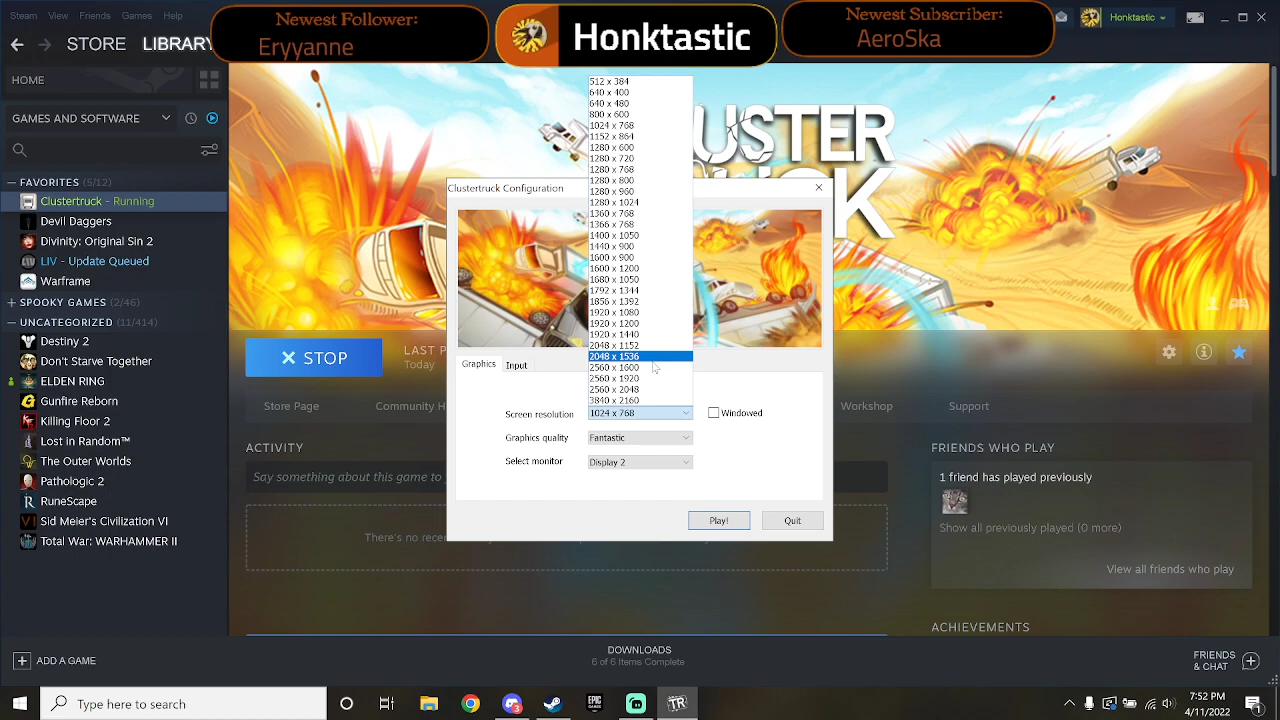 Steam View Friends Games Help
Newest Follower:
Eryyanne
Honktastic
Newest Subscriber:
AeroSka
Honktastic
STORE LIBRARY
HOME
GAMES, SOFTWARE
— FAVORITES
Clustertruck - Running
Devil Daggers
LIV - Update Queued
Warframe
+ SPOOKY GAMES (2/46)
— UNCATEGORIZED (11/414)
Destiny 2
Don't Starve Together
ELDEN RING
Gunfire Reborn
Killing Floor 2
Lost in Random™
The Outer Worlds
Regions of Ruin
RuneScape
Sid Meier's Civilization VI
Total War: WARHAMMER II
USTER
K
STOP
LAST P
Today
Store Page
Community H
Workshop
Support
ACTIVITY
Say something about this game to
There's no rece
FRIENDS WHO PLAY
1 friend has played previously
Show all previously played (0 more)
View all friends who play
ACHIEVEMENTS
Clustertruck Configuration
512 x 384
640 x 400
640 x 480
800 x 600
1024 x 768
1152 x 864
1280 x 600
1280 x 720
1280 x 768
1280 x 800
1280 x 960
1280 x 1024
1360 x 768
1366 x 768
1400 x 1050
1440 x 900
1600 x 900
1600 x 1200
1680 x 1050
1792 x 1344
1856 x 1392
1920 x 1080
1920 x 1200
1920 x 1440
2048 x 1152
2048 x 1536
2560 x 1600
2560 x 1920
2560 x 2048
3840 x 2160
Graphics Input
Screen resolution 1024 x 768 Windowed
Graphics quality Fantastic
Select monitor Display 2
Play! Quit
ADD A GAME
DOWNLOADS
6 of 6 Items Complete
FRIENDS
& CHAT
Type here to search
EPIC
GAMES
TR
7:52 PM
4/11/2022